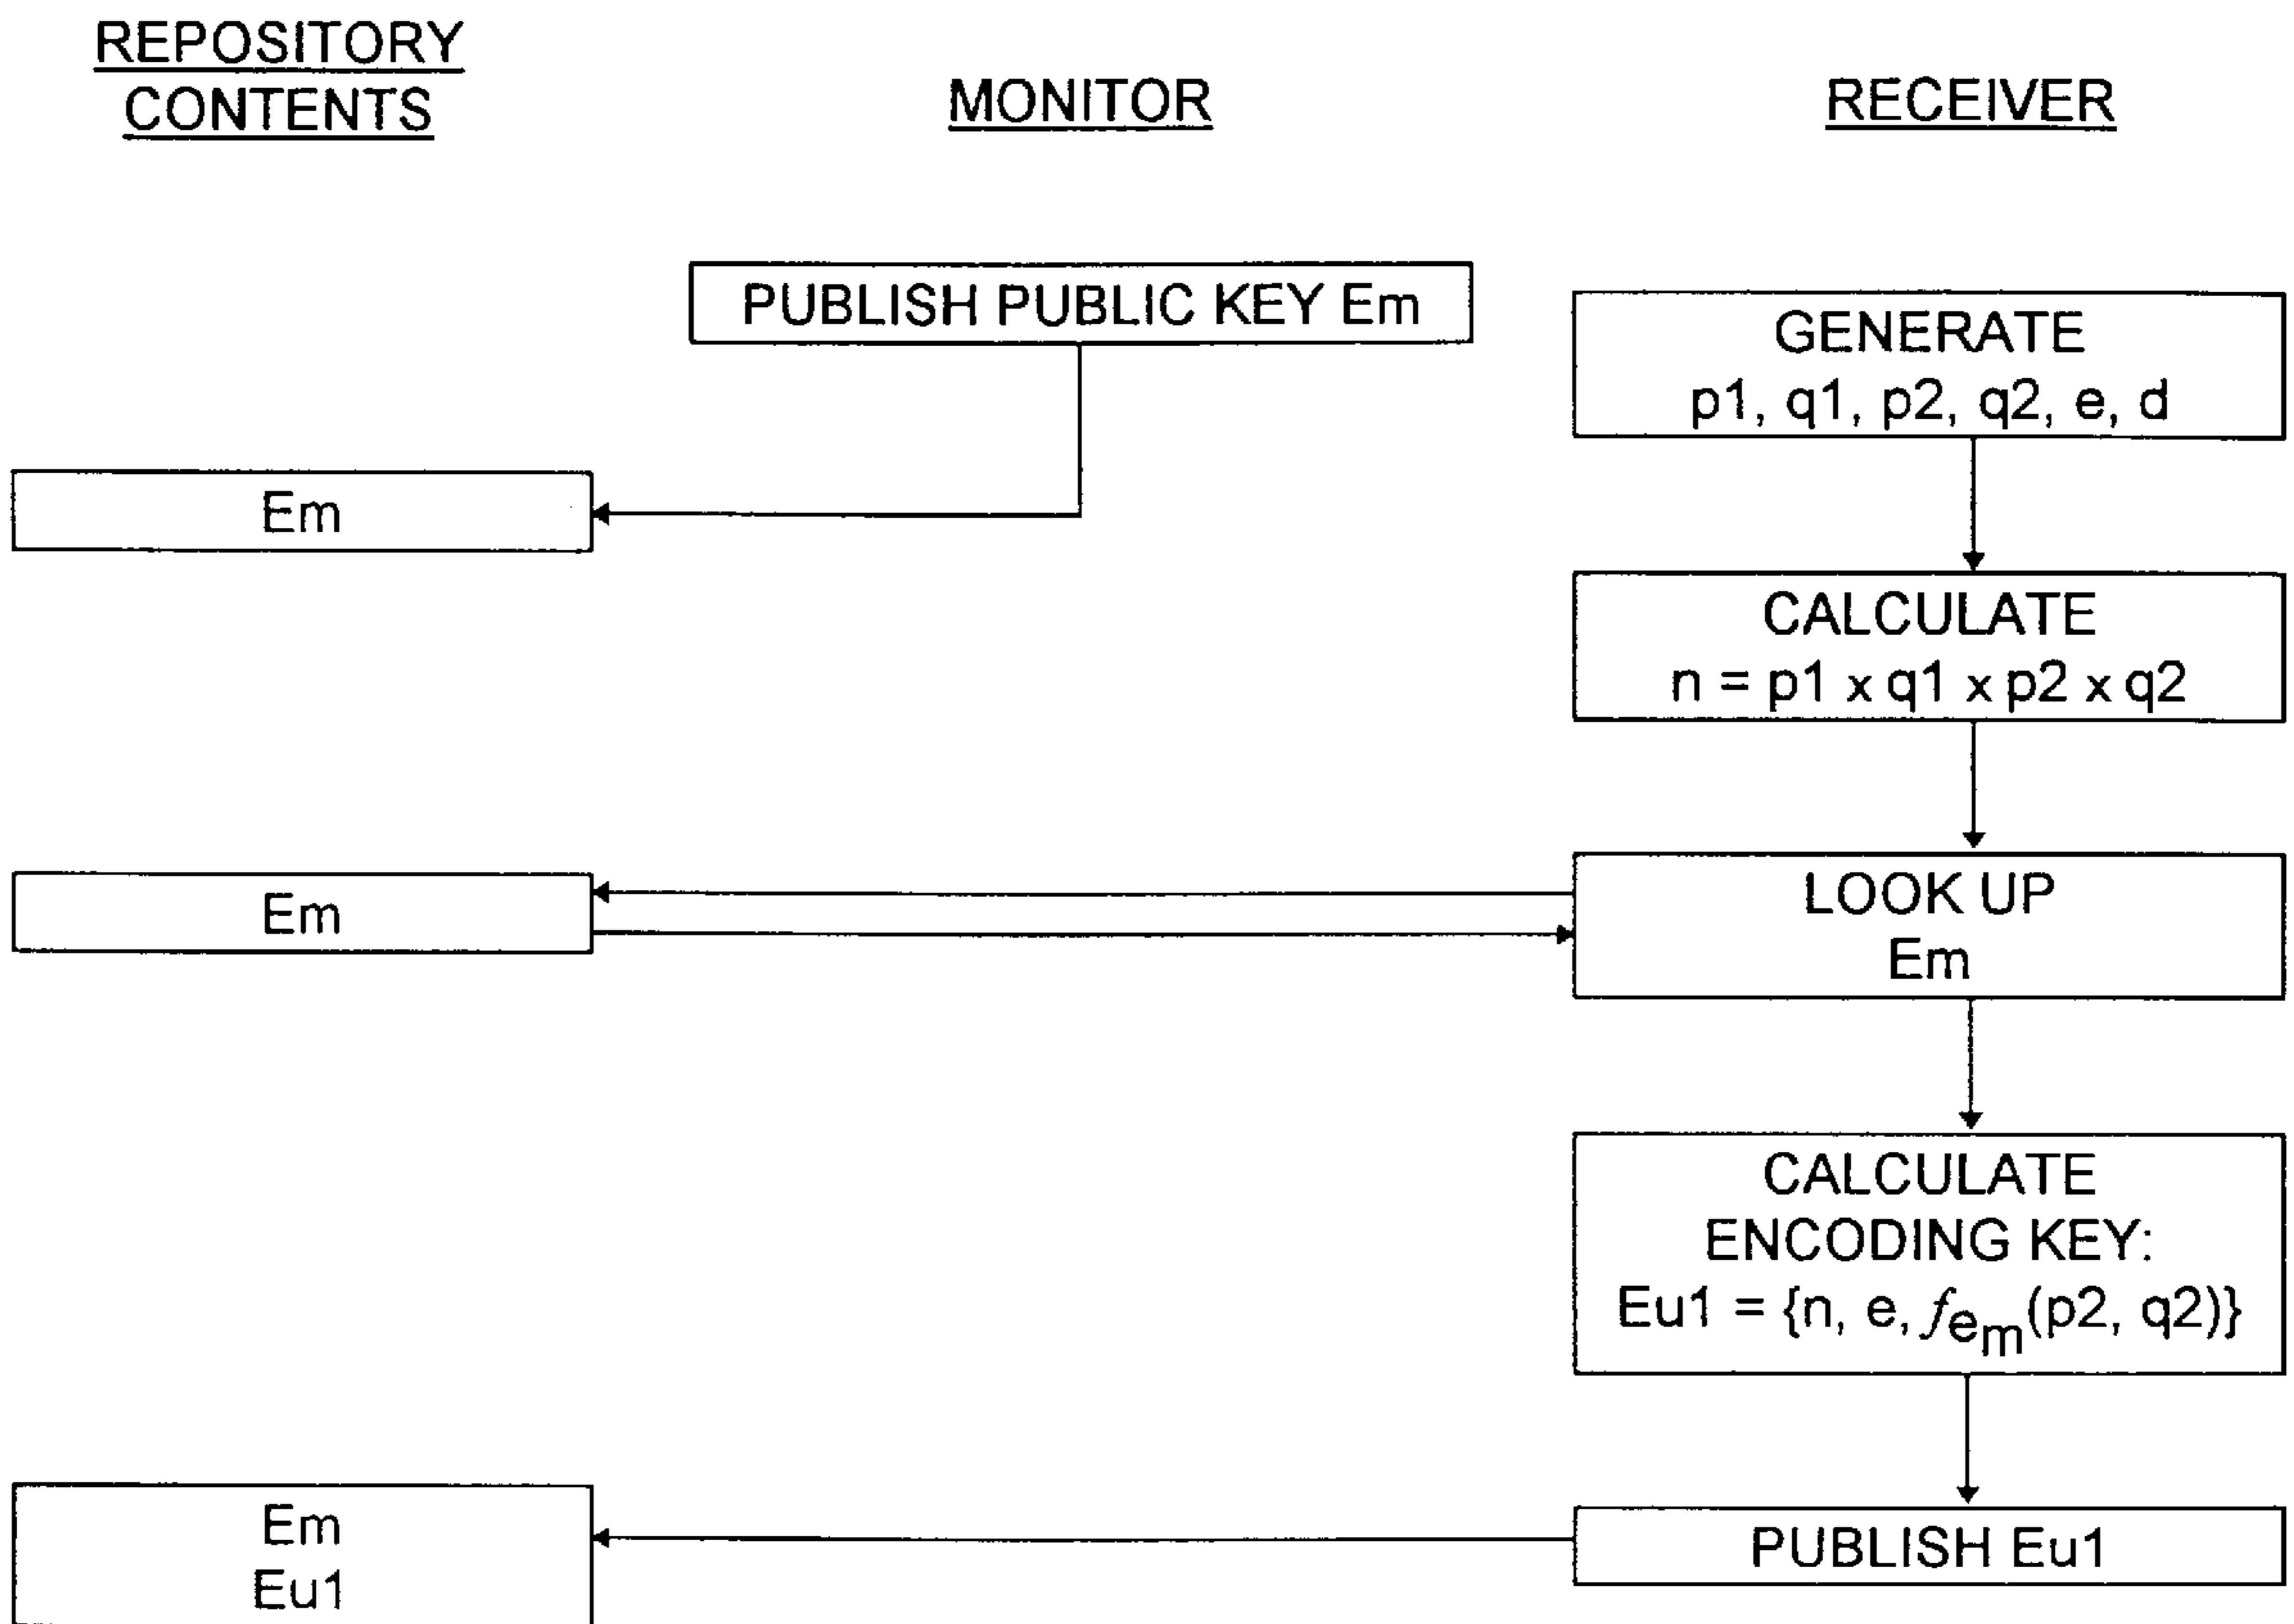 REPOSITORY
CONTENTS
MONITOR
RECEIVER
PUBLISH PUBLIC KEY Em
GENERATE
p1, q1, p2, q2, e, d
Em
CALCULATE
n = p1 x q1 x p2 x q2
Em
LOOK UP
Em
CALCULATE
ENCODING KEY:
Eu1 = {n, e, fem(p2, q2)}
Em
Eu1
PUBLISH Eu1